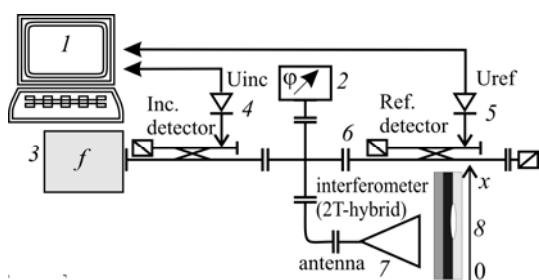 1
Uinc
φ
2
Uref
Inc.
detector
4
Ref.
detector
5
3
f
6
interferometer
(2T-hybrid)
x
antenna
7
8
0